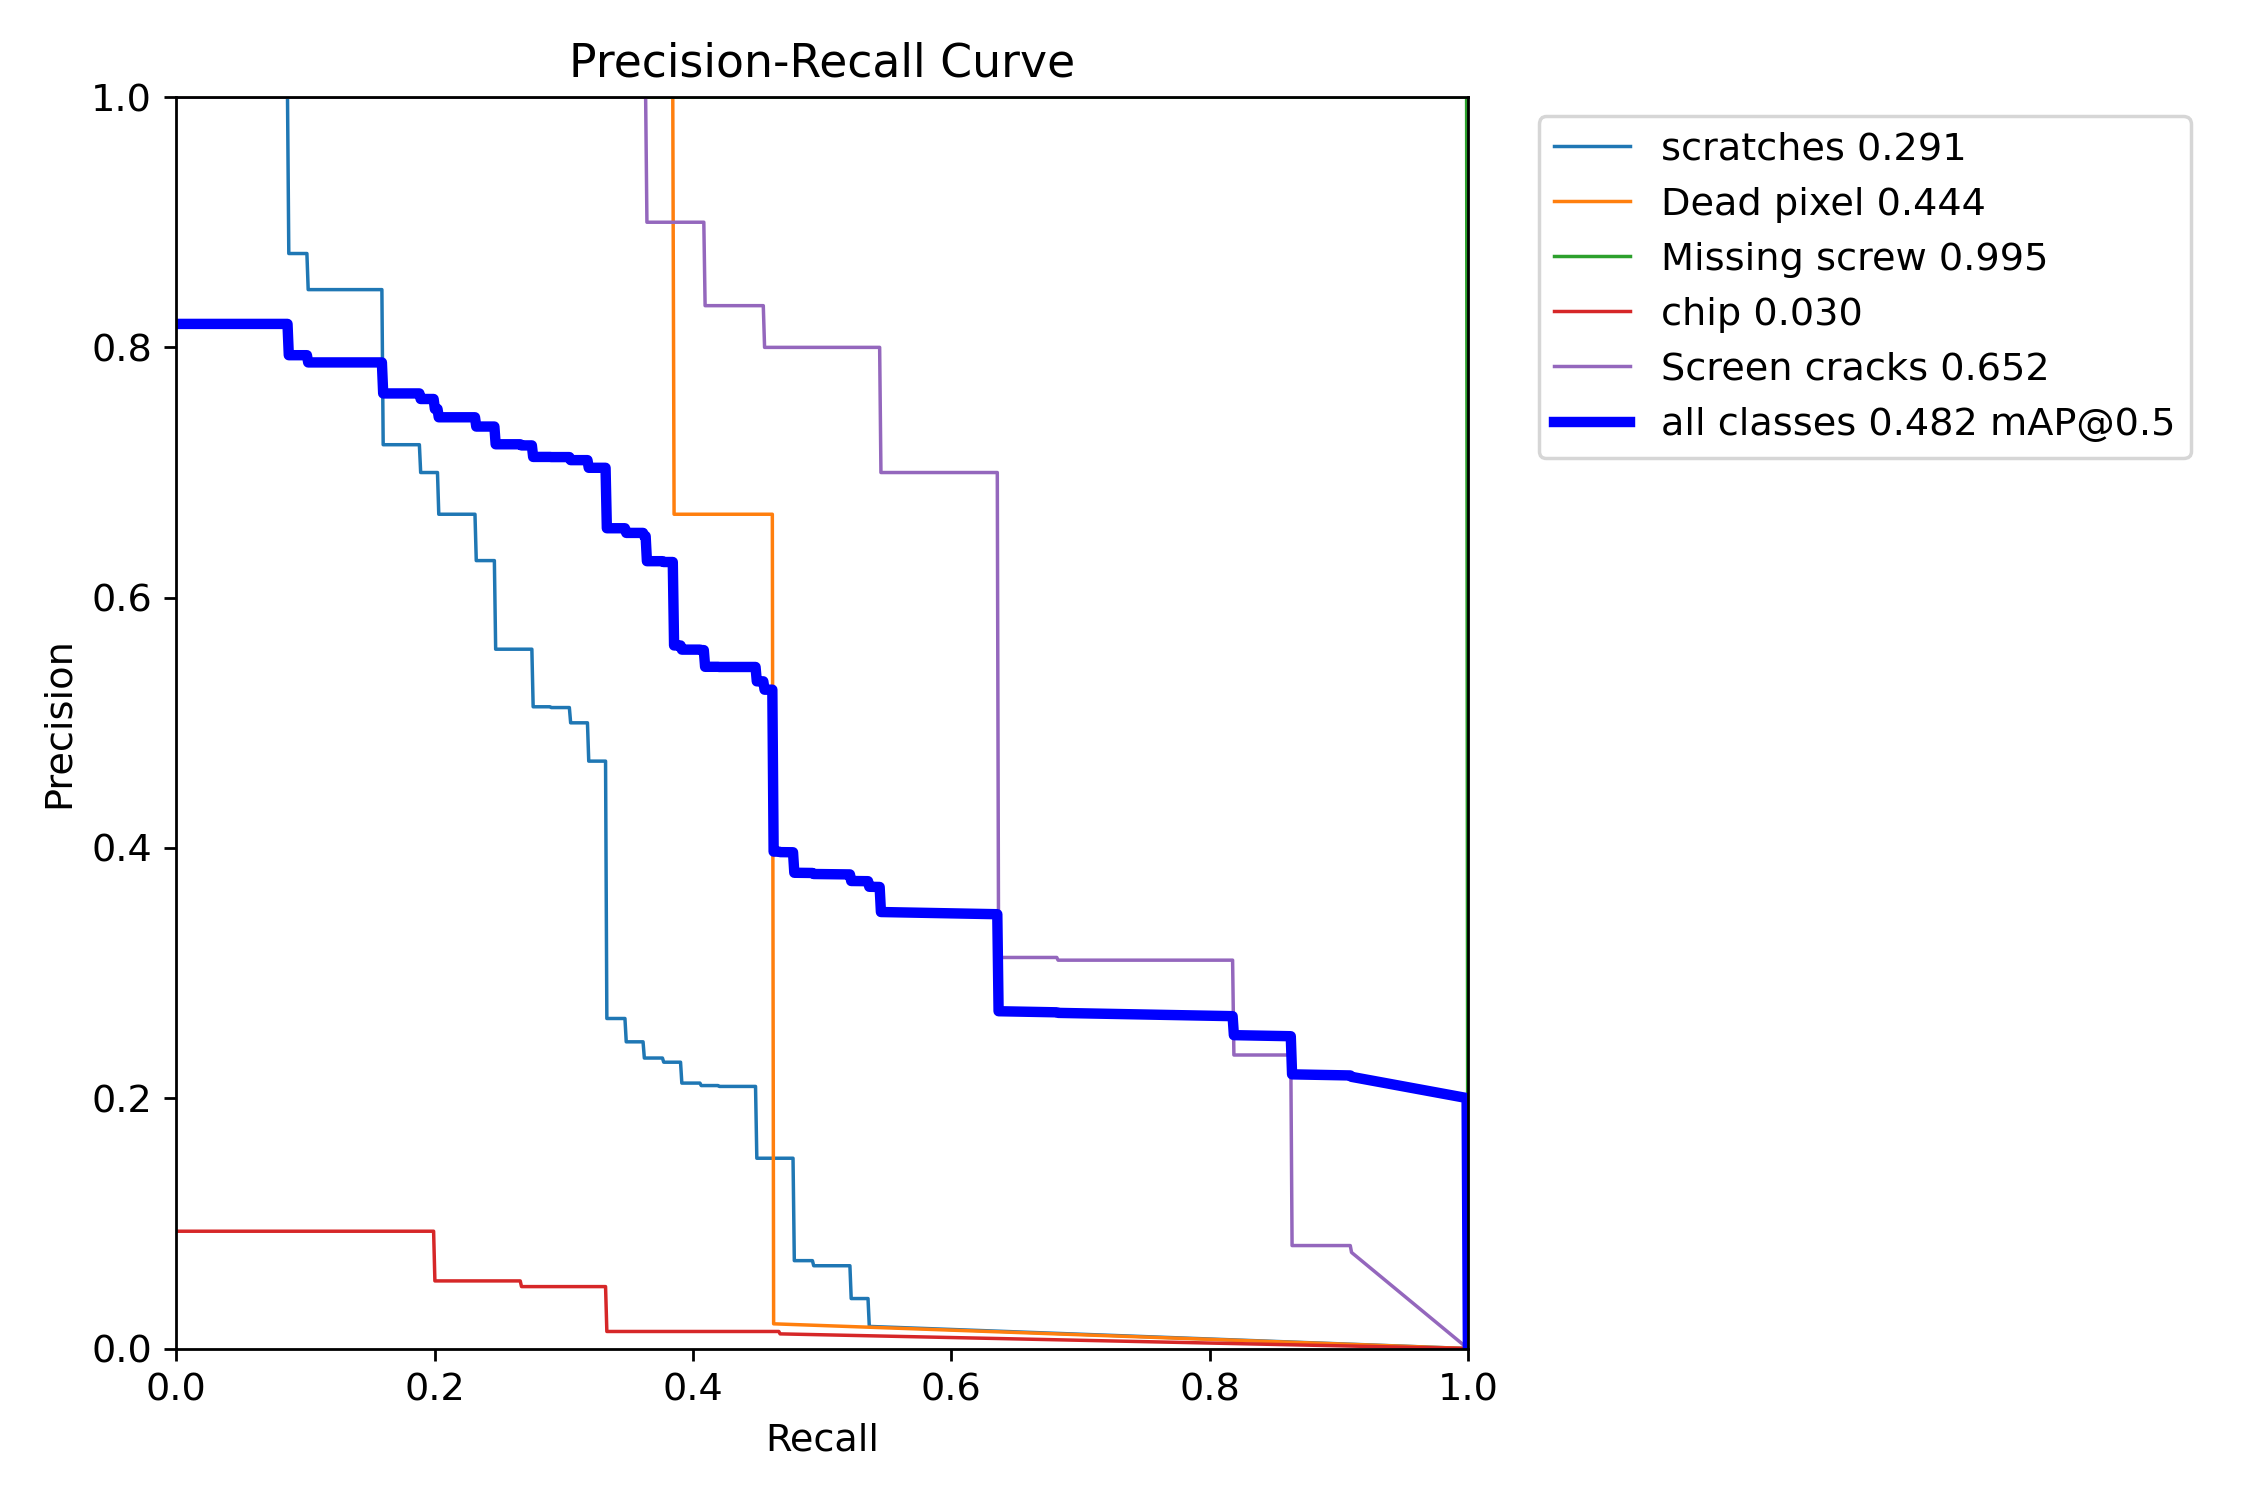 Precision-Recall Curve
1.0
0.8
0.6
0.4
0.2
0.0
Precision
0.0 0.2 0.4 0.6 0.8 1.0
Recall
scratches 0.291
Dead pixel 0.444
Missing screw 0.995
chip 0.030
Screen cracks 0.652
all classes 0.482 mAP@0.5